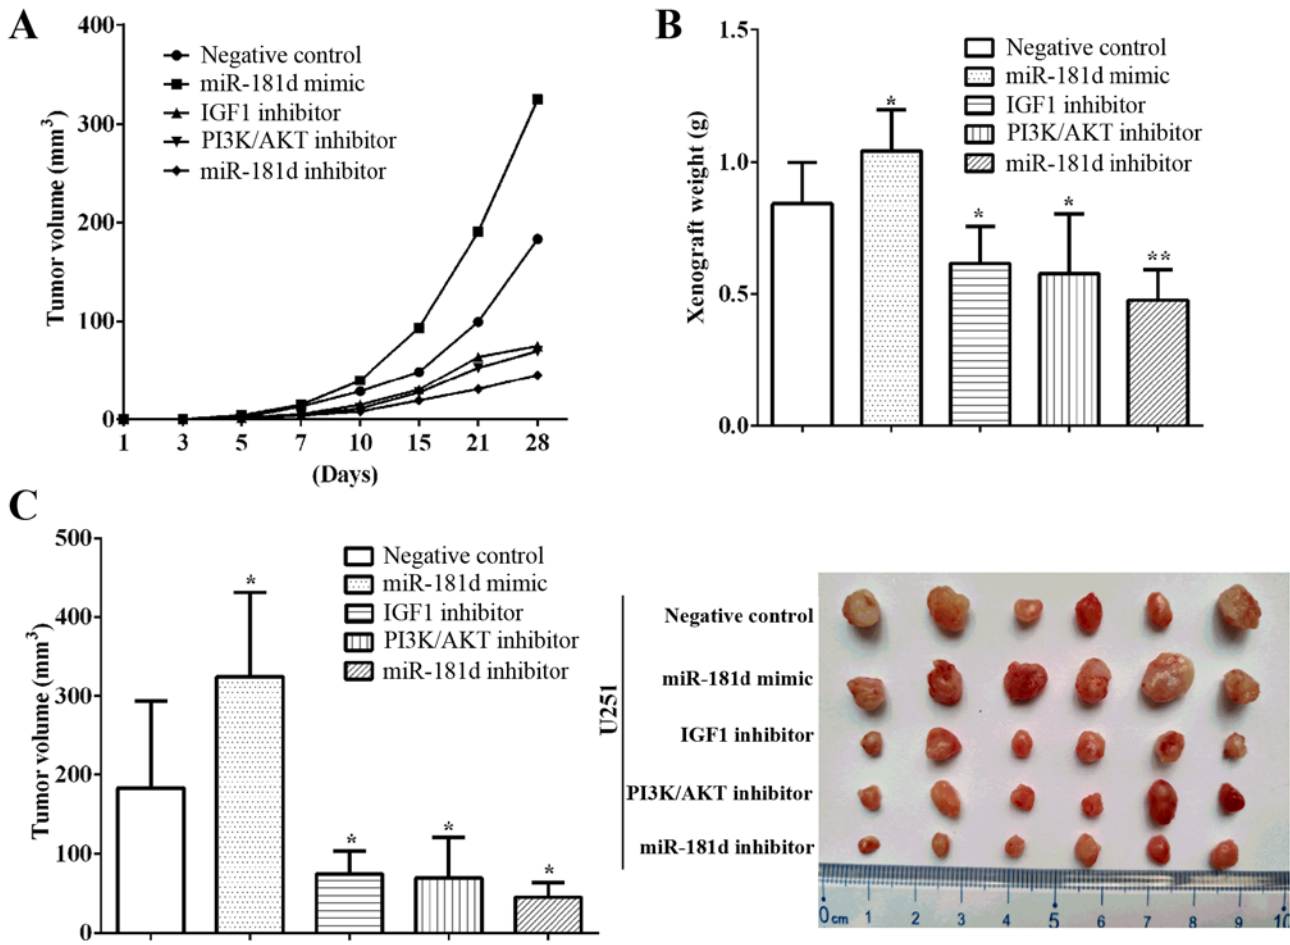 A
400
300
200
100
0
Tumor volume (mm³)
Negative control
miR-181d mimic
IGF1 inhibitor
PI3K/AKT inhibitor
miR-181d inhibitor
1 3 5 7 10 15 21 28
(Days)
B
1.5
1.0
0.5
0.0
Xenograft weight (g)
Negative control
miR-181d mimic
IGF1 inhibitor
PI3K/AKT inhibitor
miR-181d inhibitor
*
*
*
**
C
500
400
300
200
100
0
Tumor volume (mm³)
Negative control
miR-181d mimic
IGF1 inhibitor
PI3K/AKT inhibitor
miR-181d inhibitor
*
*
*
*
U251
Negative control
miR-181d mimic
IGF1 inhibitor
PI3K/AKT inhibitor
miR-181d inhibitor
0cm 1 2 3 4 5 6 7 8 9 10